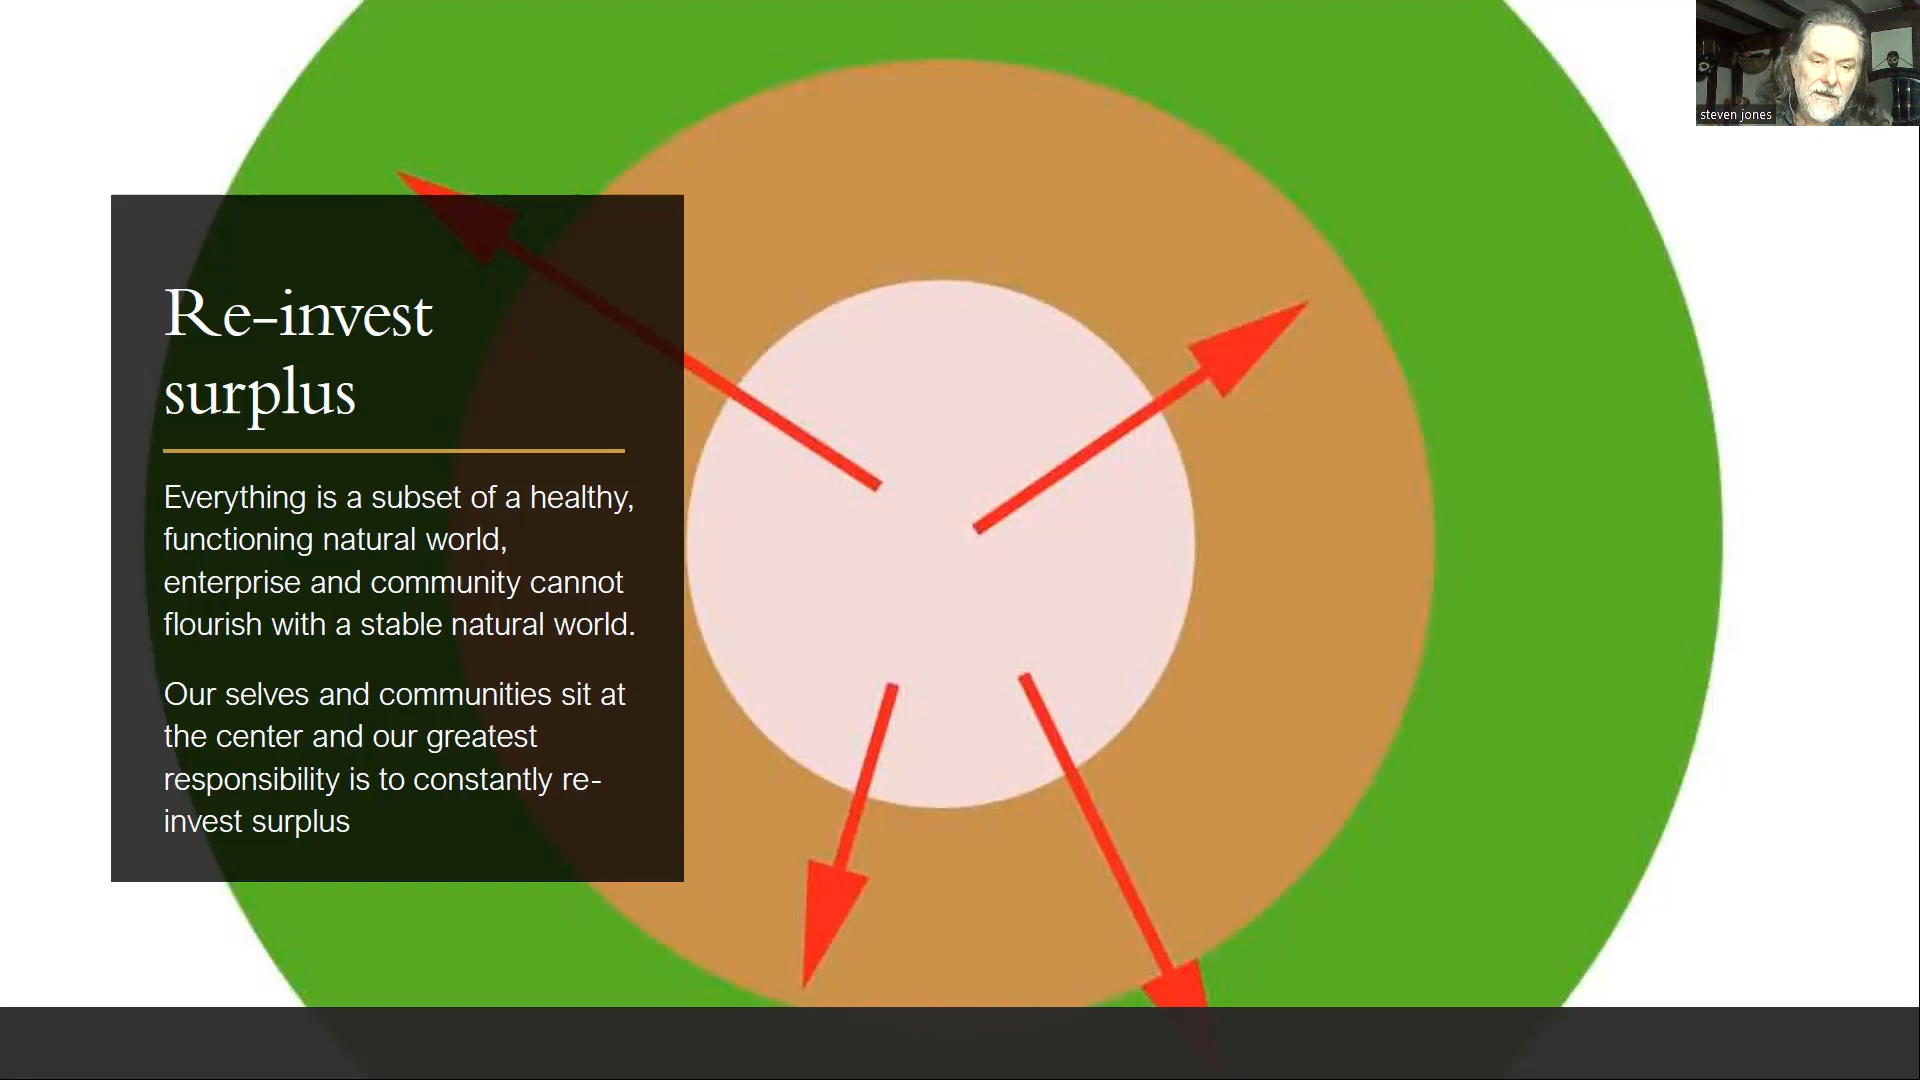 steven jones
Re-invest
surplus
Everything is a subset of a healthy,
functioning natural world,
enterprise and community cannot
flourish with a stable natural world.
Our selves and communities sit at
the center and our greatest
responsibility is to constantly re-
invest surplus